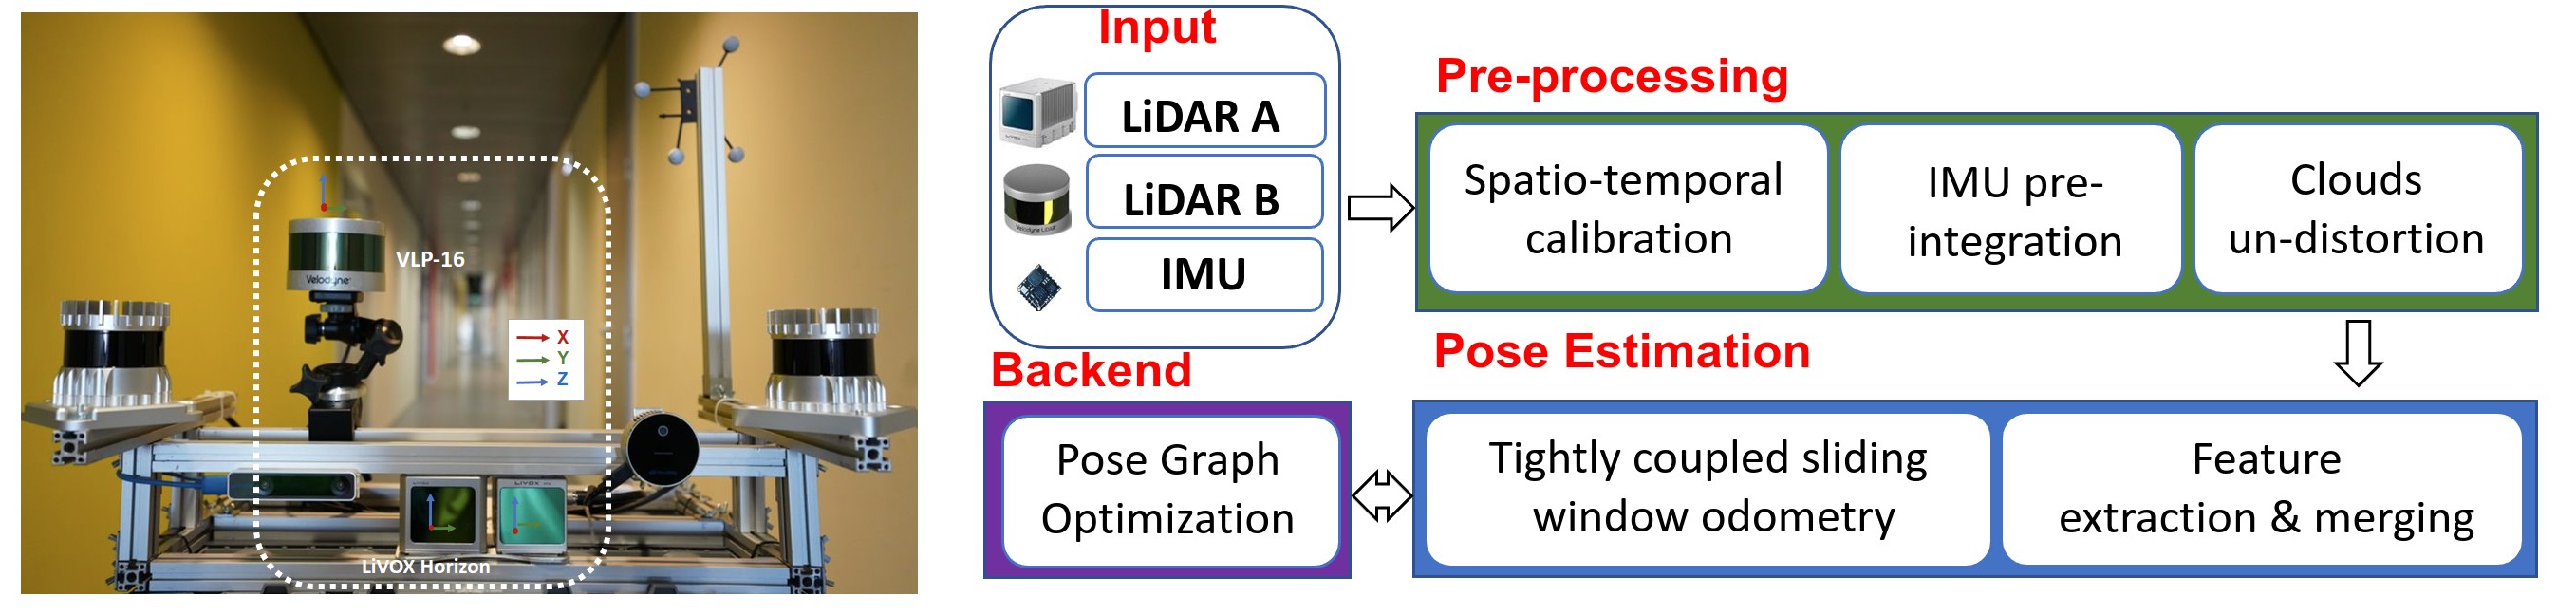 VLP-16
Velodyne
X
Y
Z
LIVOX
LiVOX Horizon
Input
LiDAR A
LiDAR B
IMU
Pre-processing
Spatio-temporal
calibration
IMU pre-
integration
Clouds
un-distortion
Backend
Pose Graph
Optimization
Pose Estimation
Tightly coupled sliding
window odometry
Feature
extraction & merging